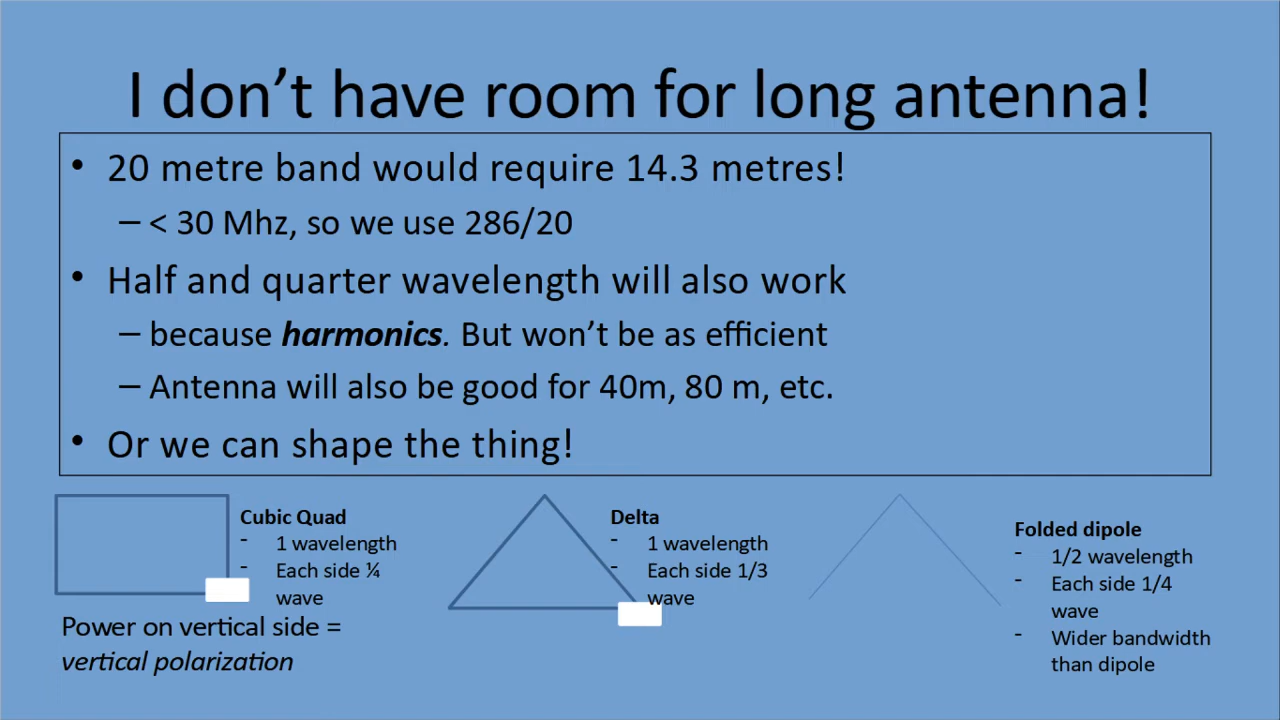 I don't have room for long antenna!
• 20 metre band would require 14.3 metres!
– < 30 Mhz, so we use 286/20
• Half and quarter wavelength will also work
– because harmonics. But won't be as efficient
– Antenna will also be good for 40m, 80 m, etc.
• Or we can shape the thing!
Cubic Quad
- 1 wavelength
- Each side ¼
wave
Power on vertical side =
vertical polarization
Delta
- 1 wavelength
- Each side 1/3
wave
Folded dipole
- 1/2 wavelength
- Each side 1/4
wave
- Wider bandwidth
than dipole